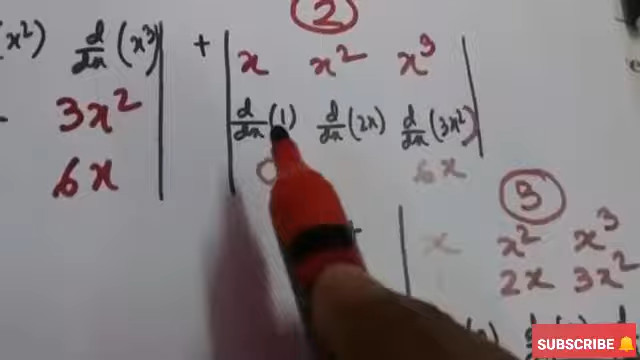 2
x²) d/dx (x³) + x x² x³
3x² d/dx (1) d/dx (2x) d/dx (3x²)
6x 0 6x
3
x x² x³
2x 3x²
SUBSCRIBE